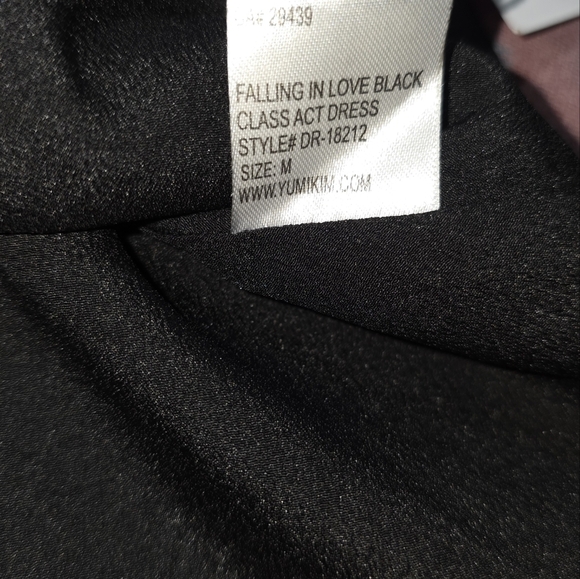 29439
FALLING IN LOVE BLACK
CLASS ACT DRESS
STYLE# DR-18212
SIZE: M
WWW.YUMIKIM.COM